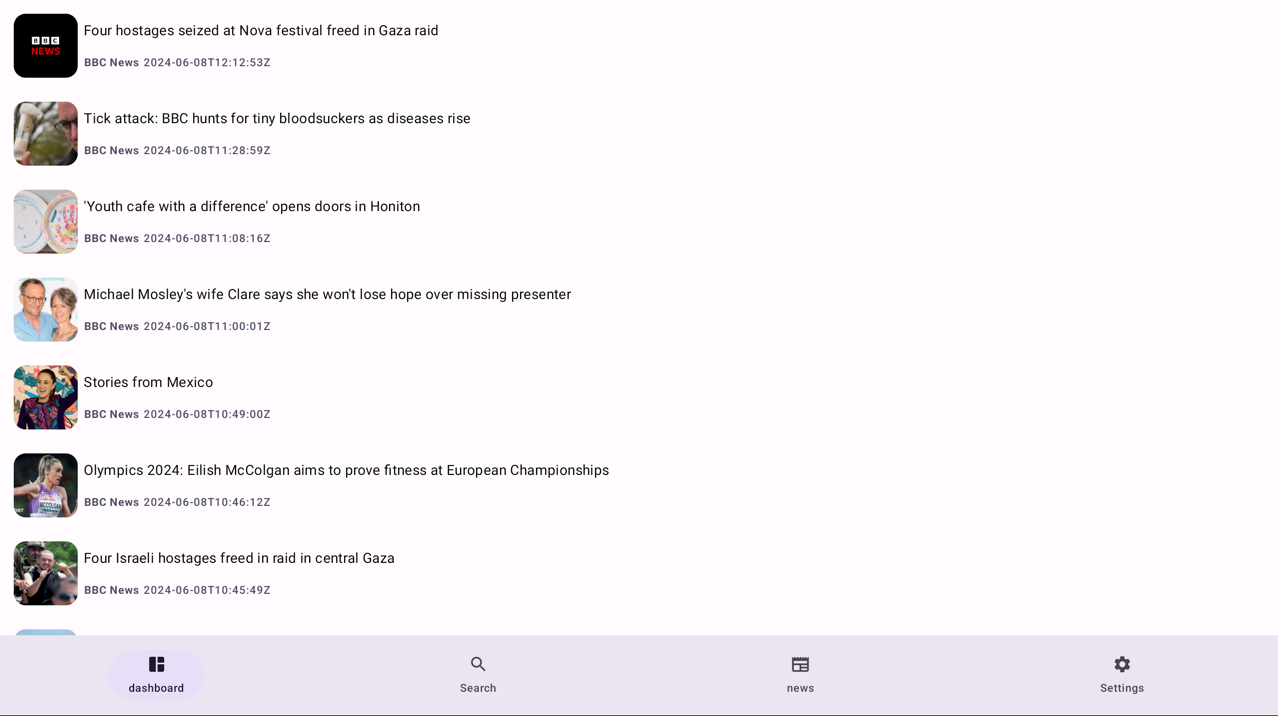 BBC
NEWS
Four hostages seized at Nova festival freed in Gaza raid
BBC News 2024-06-08T12:12:53Z
Tick attack: BBC hunts for tiny bloodsuckers as diseases rise
BBC News 2024-06-08T11:28:59Z
'Youth cafe with a difference' opens doors in Honiton
BBC News 2024-06-08T11:08:16Z
Michael Mosley's wife Clare says she won't lose hope over missing presenter
BBC News 2024-06-08T11:00:01Z
Stories from Mexico
BBC News 2024-06-08T10:49:00Z
Olympics 2024: Eilish McColgan aims to prove fitness at European Championships
BBC News 2024-06-08T10:46:12Z
Four Israeli hostages freed in raid in central Gaza
BBC News 2024-06-08T10:45:49Z
dashboard
Search
news
Settings